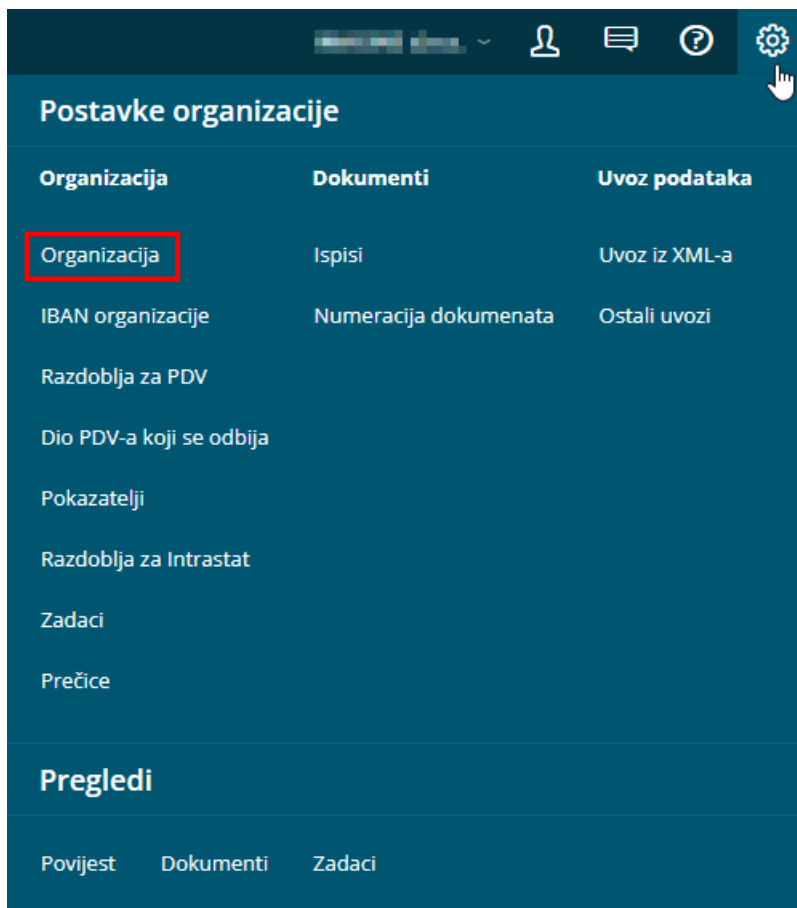 Postavke organizacije
Organizacija Dokumenti Uvoz podataka
Organizacija Ispisi Uvoz iz XML-a
IBAN organizacije Numeracija dokumenata Ostali uvozi
Razdoblja za PDV
Dio PDV-a koji se odbija
Pokazatelji
Razdoblja za Intrastat
Zadaci
Prečice
Pregledi
Povijest Dokumenti Zadaci